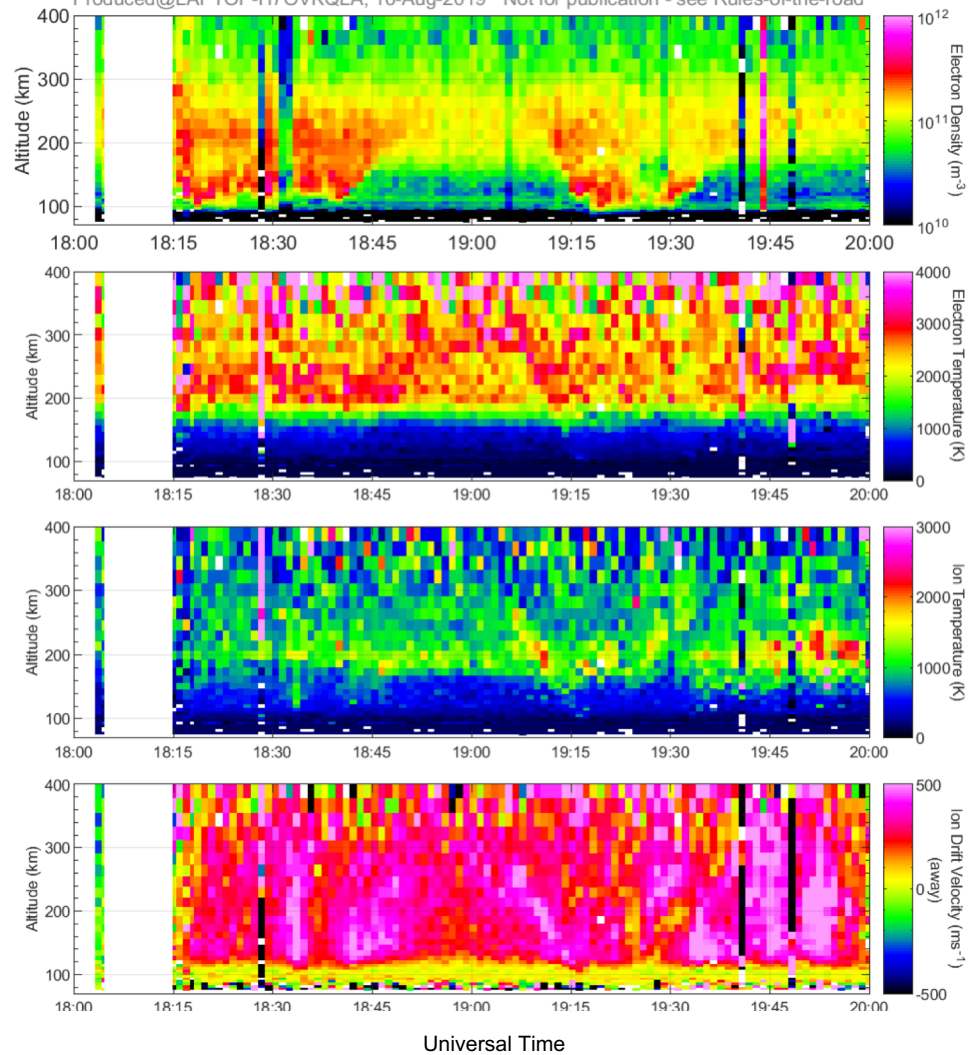 Not for publication - see Rules-of-the-road
400
300
200
100
Altitude (km)
18:00 18:15 18:30 18:45 19:00 19:15 19:30 19:45 20:00
10¹²
10¹¹
10¹⁰
Electron Density (m⁻³)
400
300
200
100
Altitude (km)
18:00 18:15 18:30 18:45 19:00 19:15 19:30 19:45 20:00
4000
3000
2000
1000
0
Electron Temperature (K)
400
300
200
100
Altitude (km)
18:00 18:15 18:30 18:45 19:00 19:15 19:30 19:45 20:00
3000
2000
1000
0
Ion Temperature (K)
400
300
200
100
Altitude (km)
18:00 18:15 18:30 18:45 19:00 19:15 19:30 19:45 20:00
500
0
-500
Ion Drift Velocity (ms⁻¹)
(away)
Universal Time